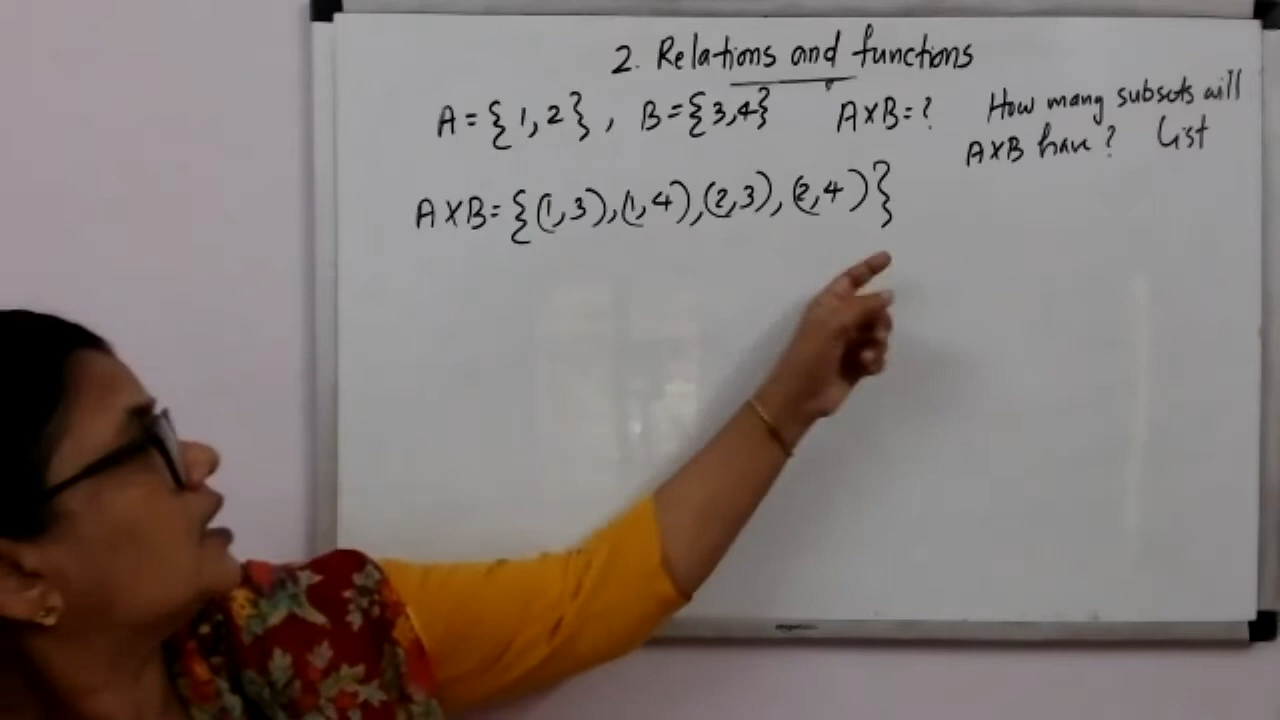 2. Relations and functions
A = {1, 2}, B = {3,4} A×B = ? How many subsets will
A×B have? List
A×B = {(1,3),(1,4),(2,3),(2,4)}